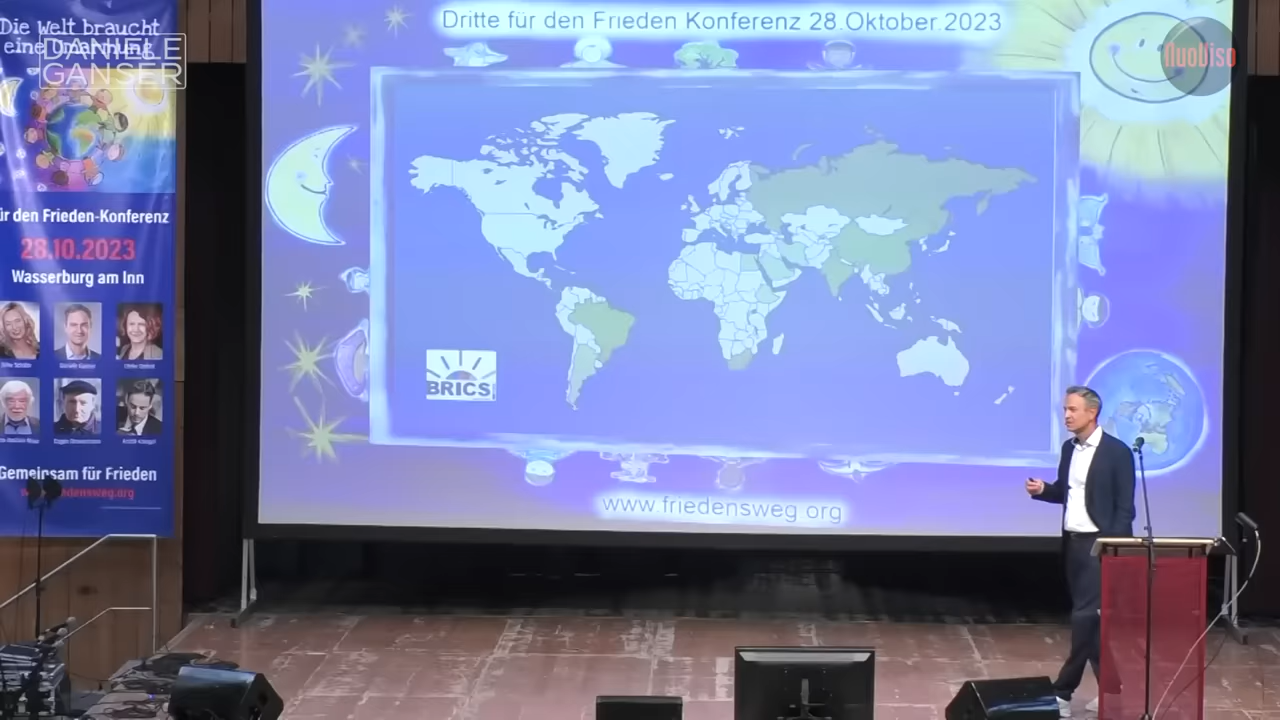 Die Welt braucht
eine Umarmung
DANIELE
GANSER
ür den Frieden-Konferenz
28.10.2023
Wasserburg am Inn
Gemeinsam für Frieden
Dritte für den Frieden Konferenz 28.Oktober.2023
NuoViso
BRICS
www.friedensweg.org